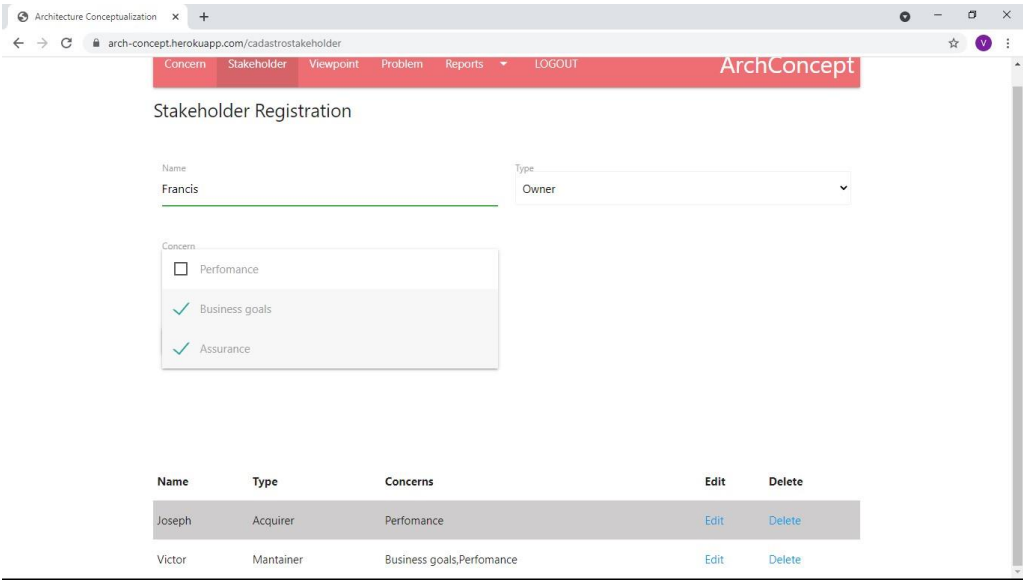 Architecture Conceptualization
arch-concept.herokuapp.com/cadastrostakeholder
V
Concern Stakeholder Viewpoint Problem Reports LOGOUT ArchConcept
Stakeholder Registration
Name Type
Francis Owner
Concern
Perfomance
Business goals
Assurance
Name Type Concerns Edit Delete
Joseph Acquirer Perfomance Edit Delete
Victor Mantainer Business goals,Perfomance Edit Delete